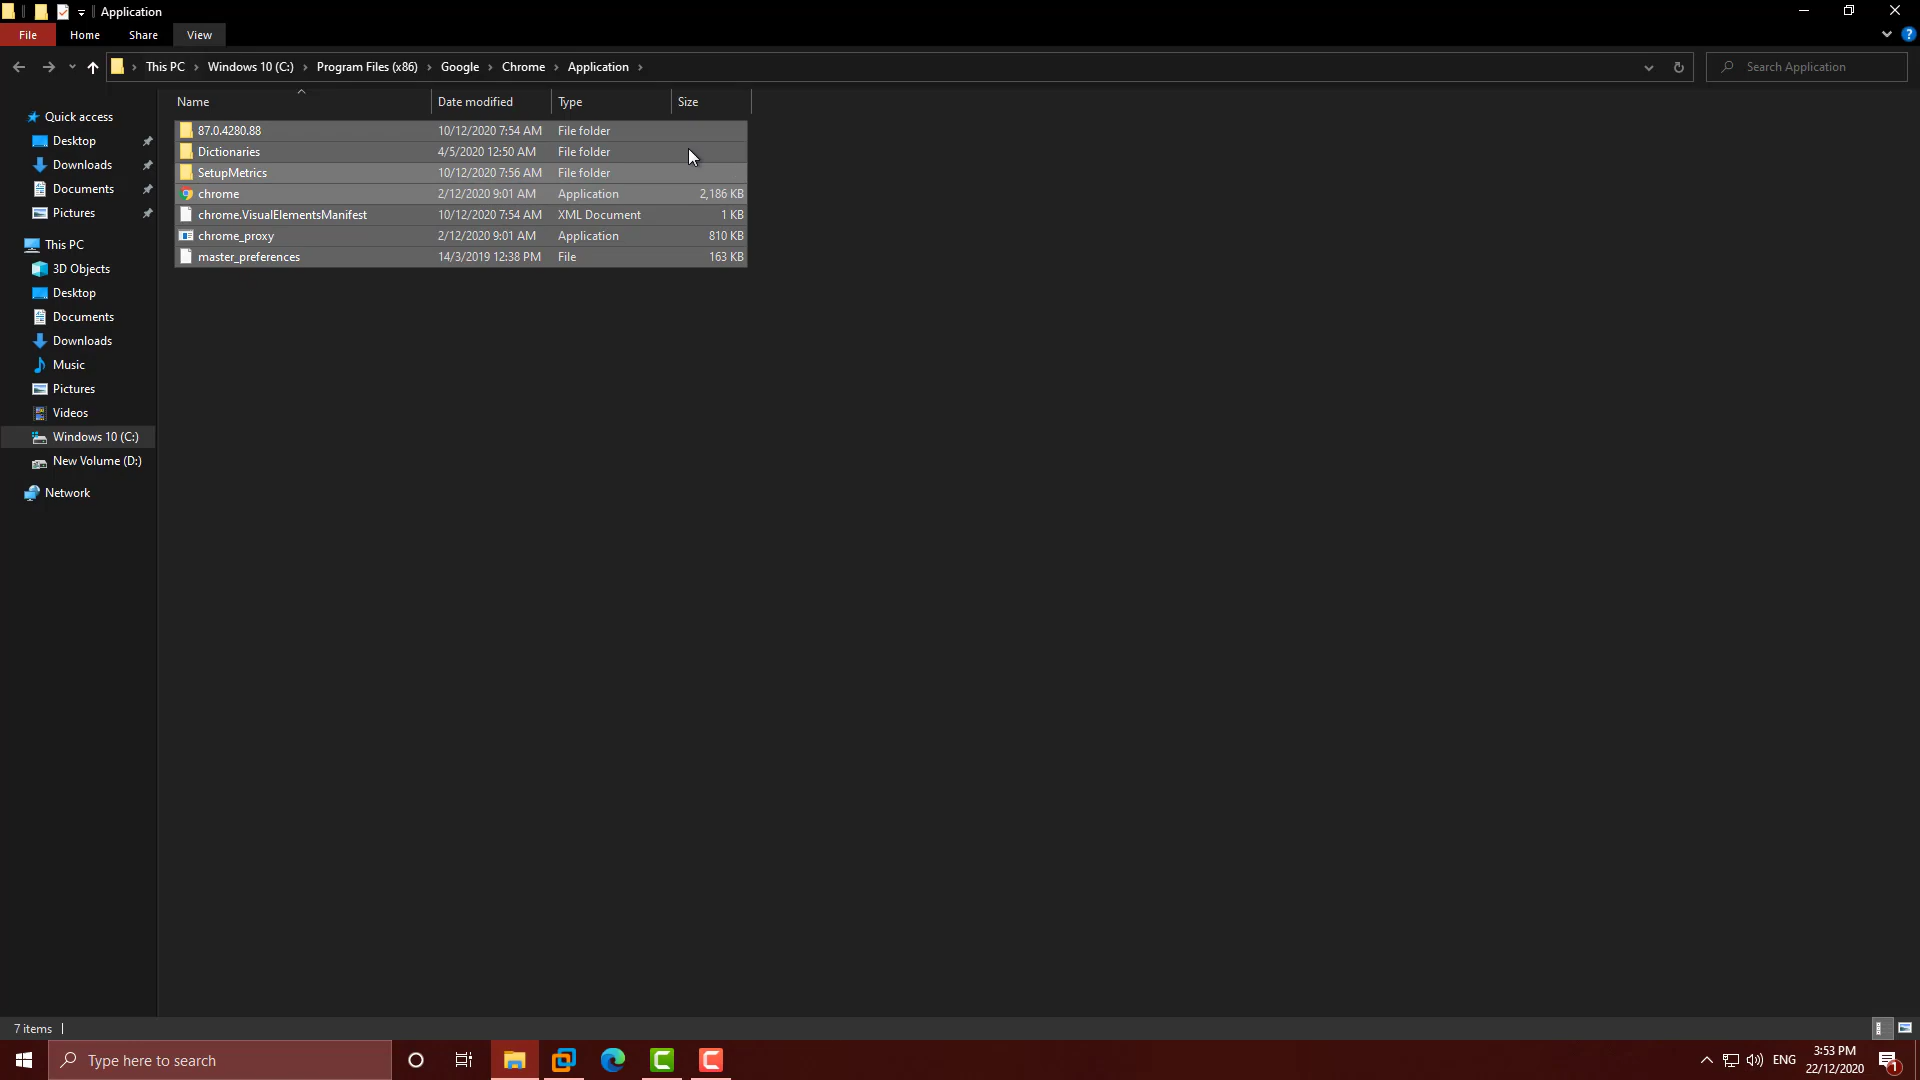 Application
File Home Share View
This PC Windows 10 (C:) Program Files (x86) Google Chrome Application
Search Application
Name Date modified Type Size
87.0.4280.88 10/12/2020 7:54 AM File folder
Dictionaries 4/5/2020 12:50 AM File folder
SetupMetrics 10/12/2020 7:56 AM File folder
chrome 2/12/2020 9:01 AM Application 2,186 KB
chrome.VisualElementsManifest 10/12/2020 7:54 AM XML Document 1 KB
chrome_proxy 2/12/2020 9:01 AM Application 810 KB
master_preferences 14/3/2019 12:38 PM File 163 KB
Quick access
Desktop
Downloads
Documents
Pictures
This PC
3D Objects
Desktop
Documents
Downloads
Music
Pictures
Videos
Windows 10 (C:)
New Volume (D:)
Network
7 items
Type here to search
ENG
3:53 PM
22/12/2020
1